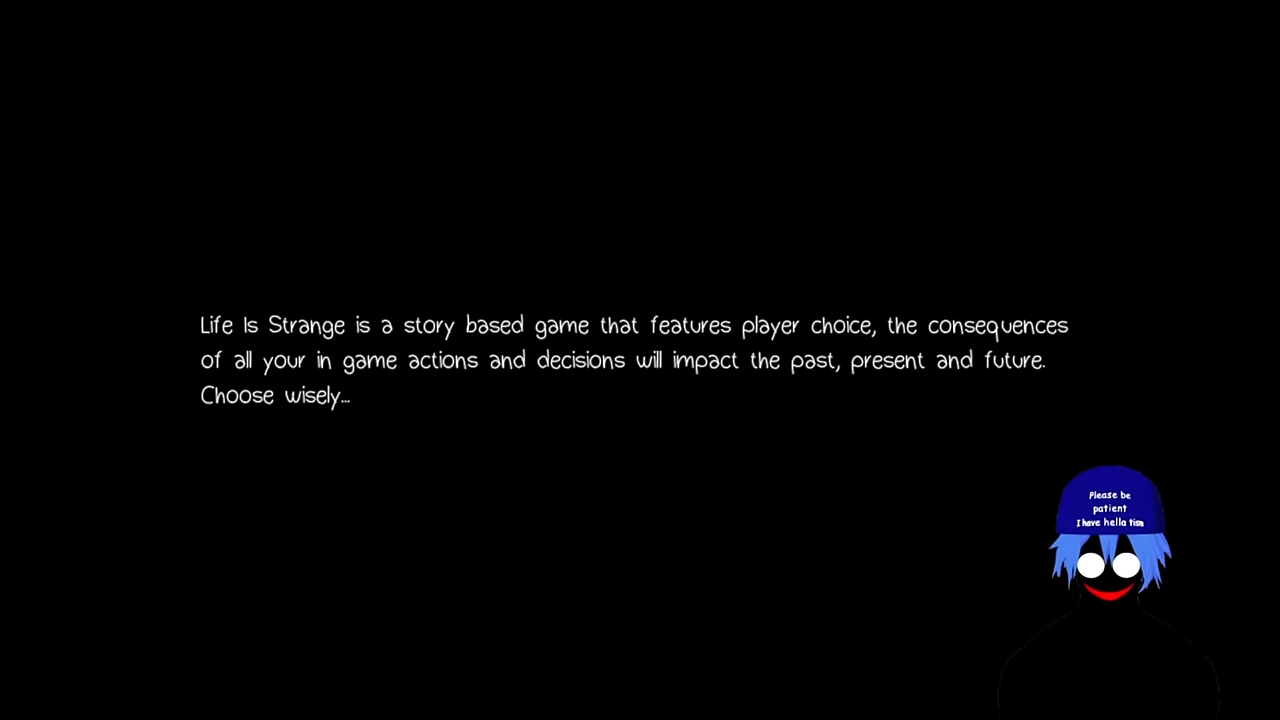 Life Is Strange is a story based game that features player choice, the consequences
of all your in game actions and decisions will impact the past, present and future.
Choose wisely...
Please be
patient
I have hella tism